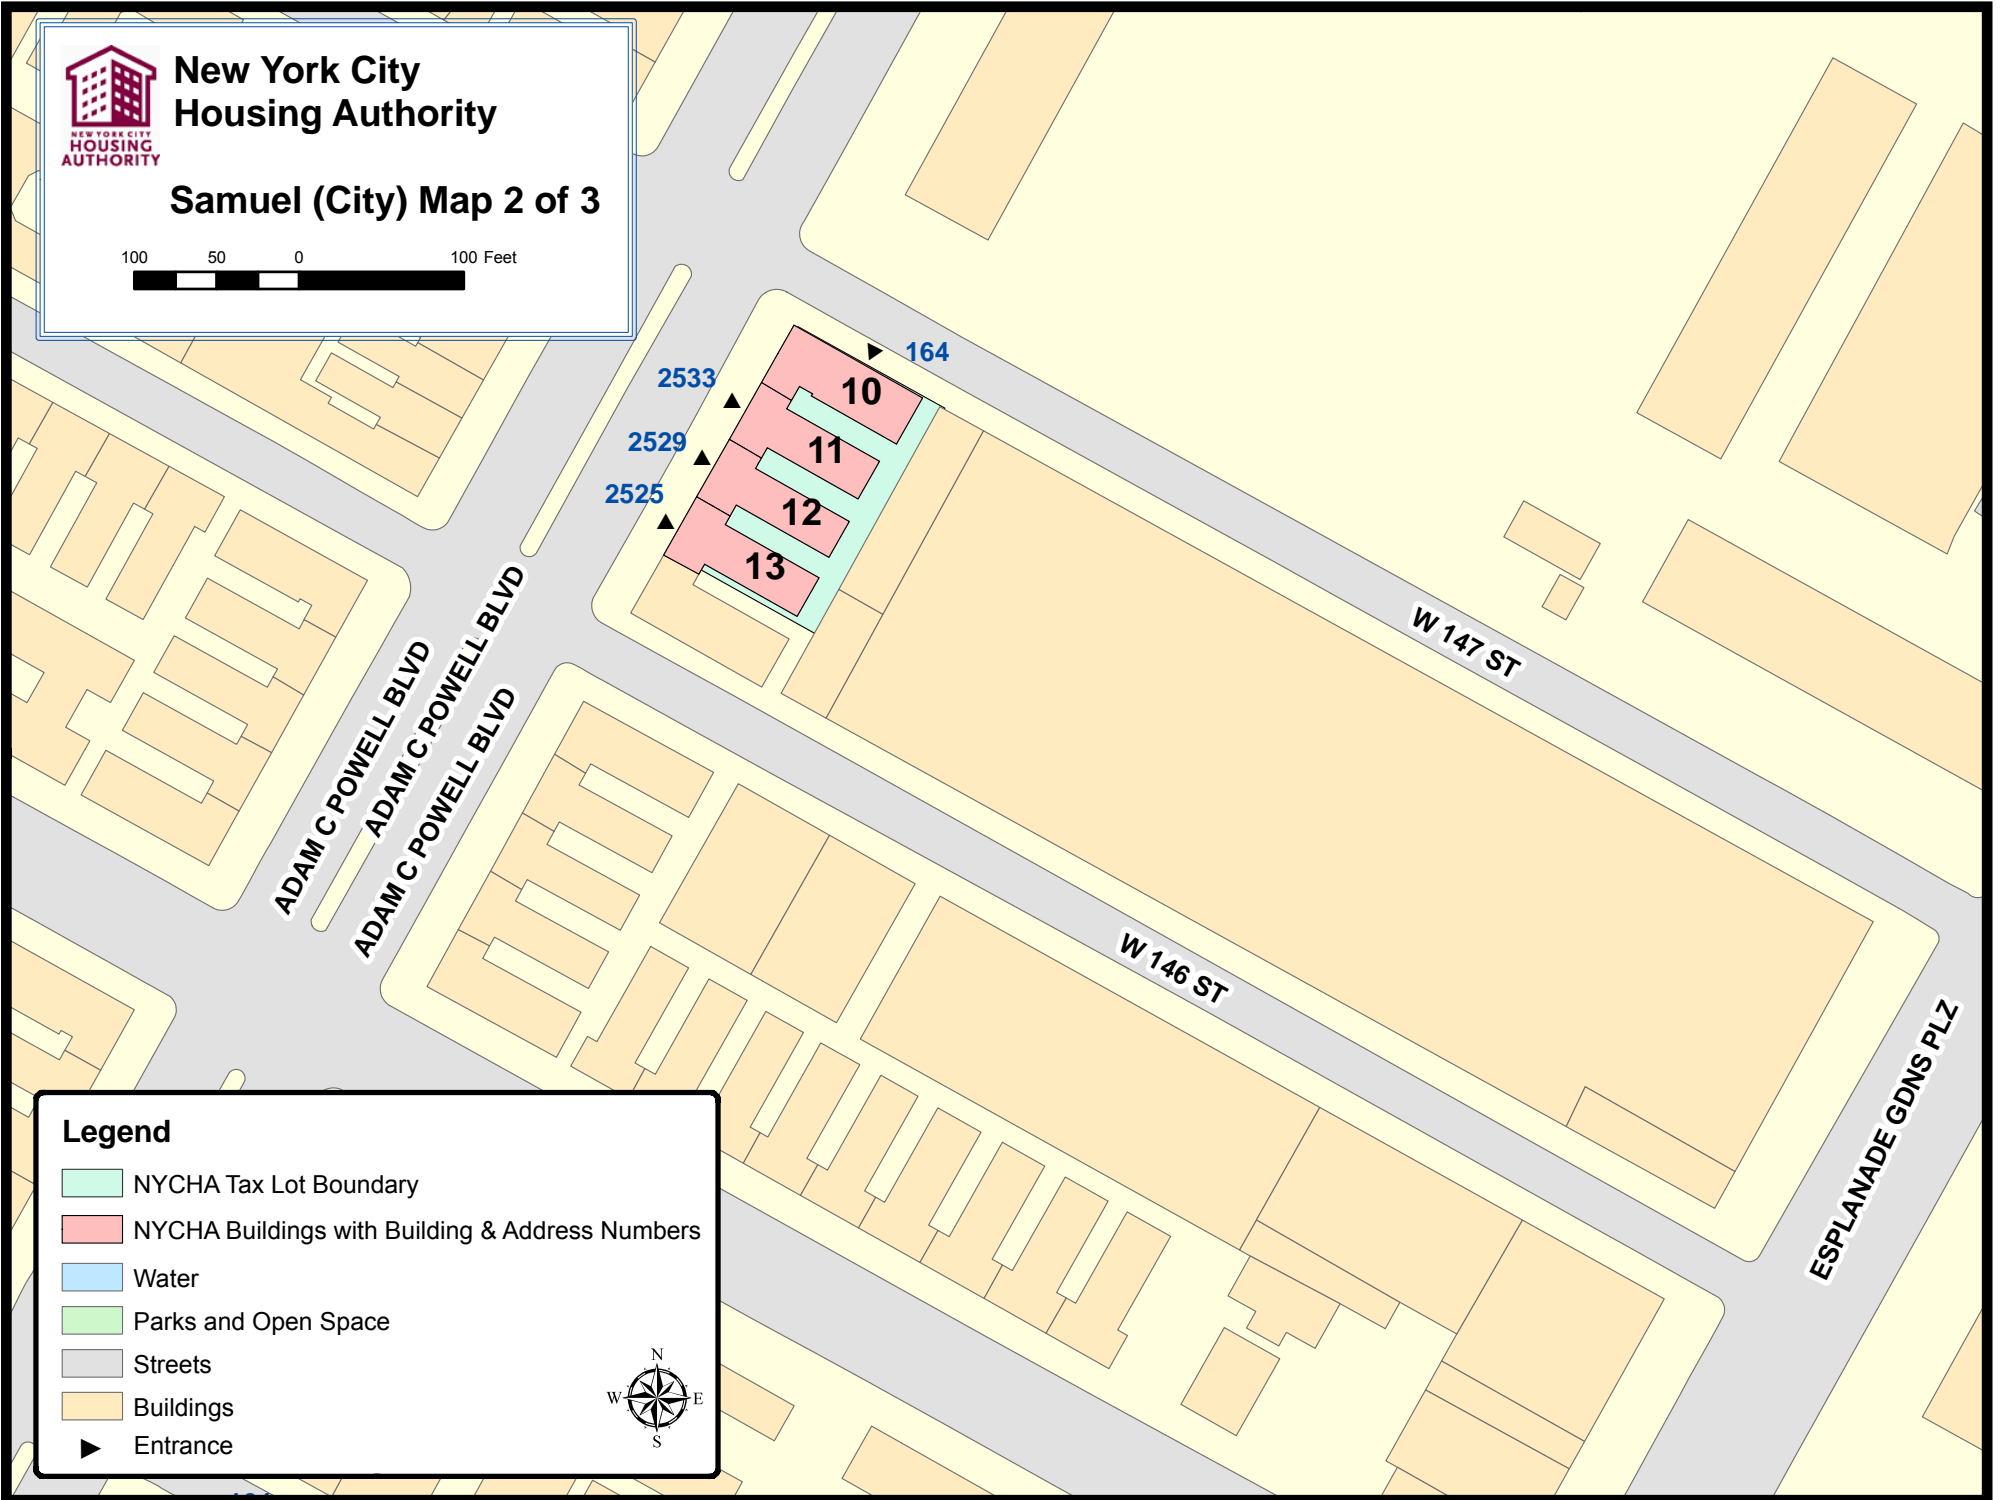 New York City
Housing Authority
NEW YORK CITY
HOUSING
AUTHORITY
Samuel (City) Map 2 of 3
100 50 0 100 Feet
164
2533
10
2529
11
2525
12
13
W 147 ST
ADAM C POWELL BLVD
ADAM C POWELL BLVD
ADAM C POWELL BLVD
W 146 ST
ESPLANADE GDNS PLZ
Legend
NYCHA Tax Lot Boundary
NYCHA Buildings with Building & Address Numbers
Water
Parks and Open Space
Streets
Buildings
Entrance
N
W E
S